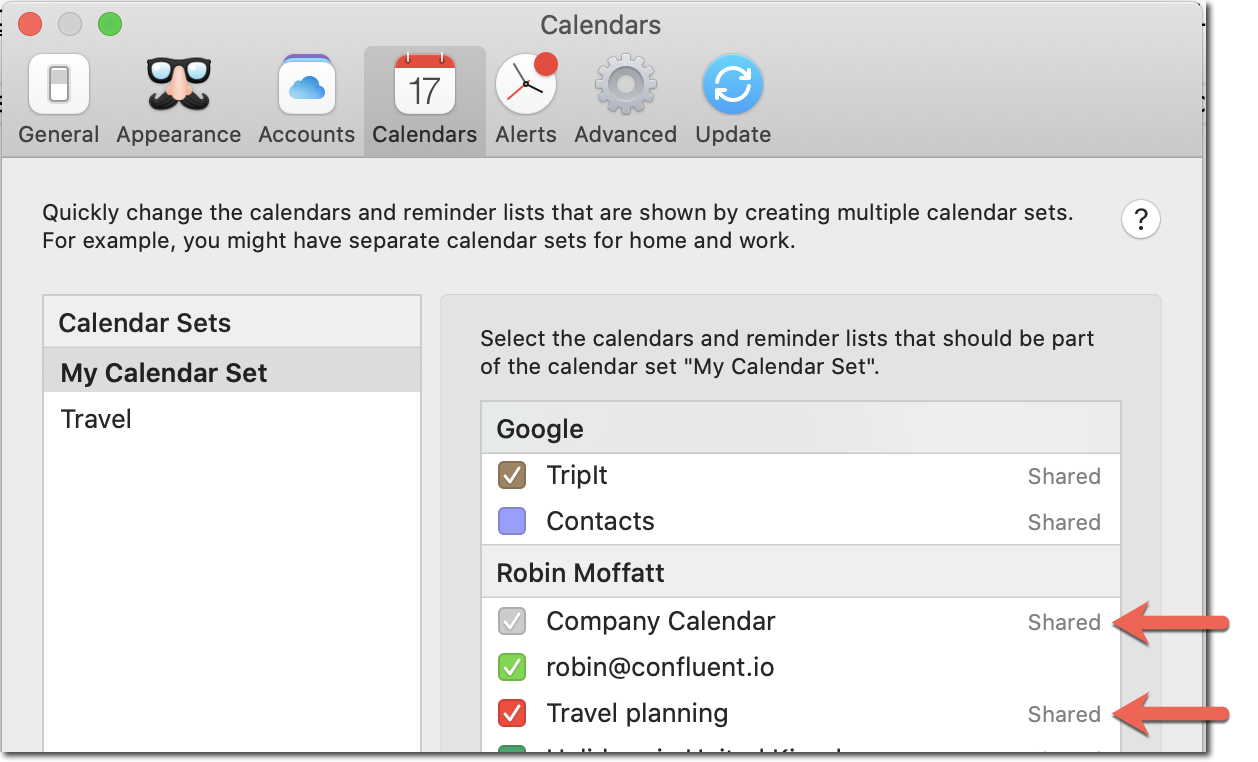 Calendars
17
General Appearance Accounts Calendars Alerts Advanced Update
Quickly change the calendars and reminder lists that are shown by creating multiple calendar sets.
For example, you might have separate calendar sets for home and work.
?
Calendar Sets
My Calendar Set
Travel
Select the calendars and reminder lists that should be part
of the calendar set "My Calendar Set".
Google
TripIt Shared
Contacts Shared
Robin Moffatt
Company Calendar Shared
robin@confluent.io
Travel planning Shared